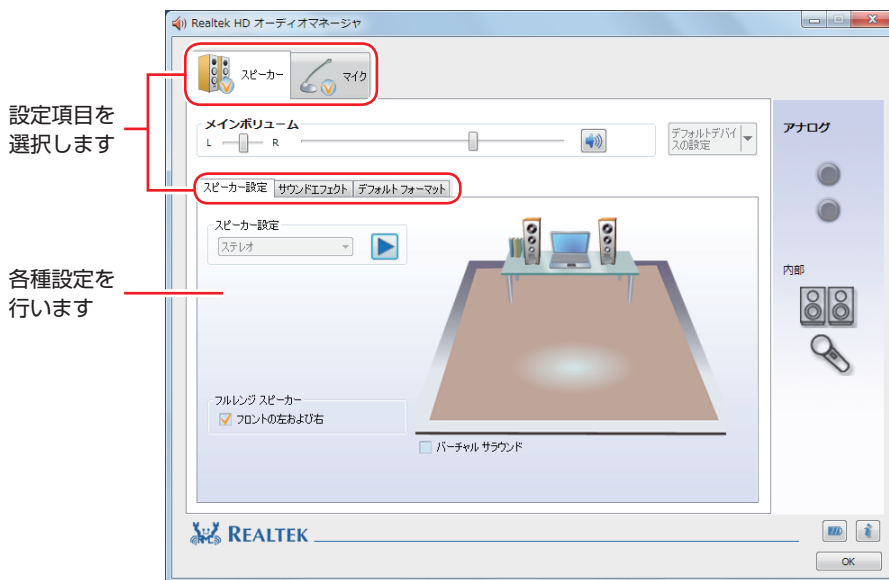 Realtek HD オーディオマネージャ
スピーカー
マイク
設定項目を
選択します
メインボリューム
L
R
デフォルトデバイ
スの設定
アナログ
スピーカー設定
サウンドエフェクト
デフォルト フォーマット
スピーカー設定
ステレオ
各種設定を
行います
内部
フルレンジ スピーカー
フロントの左および右
バーチャル サラウンド
REALTEK
OK